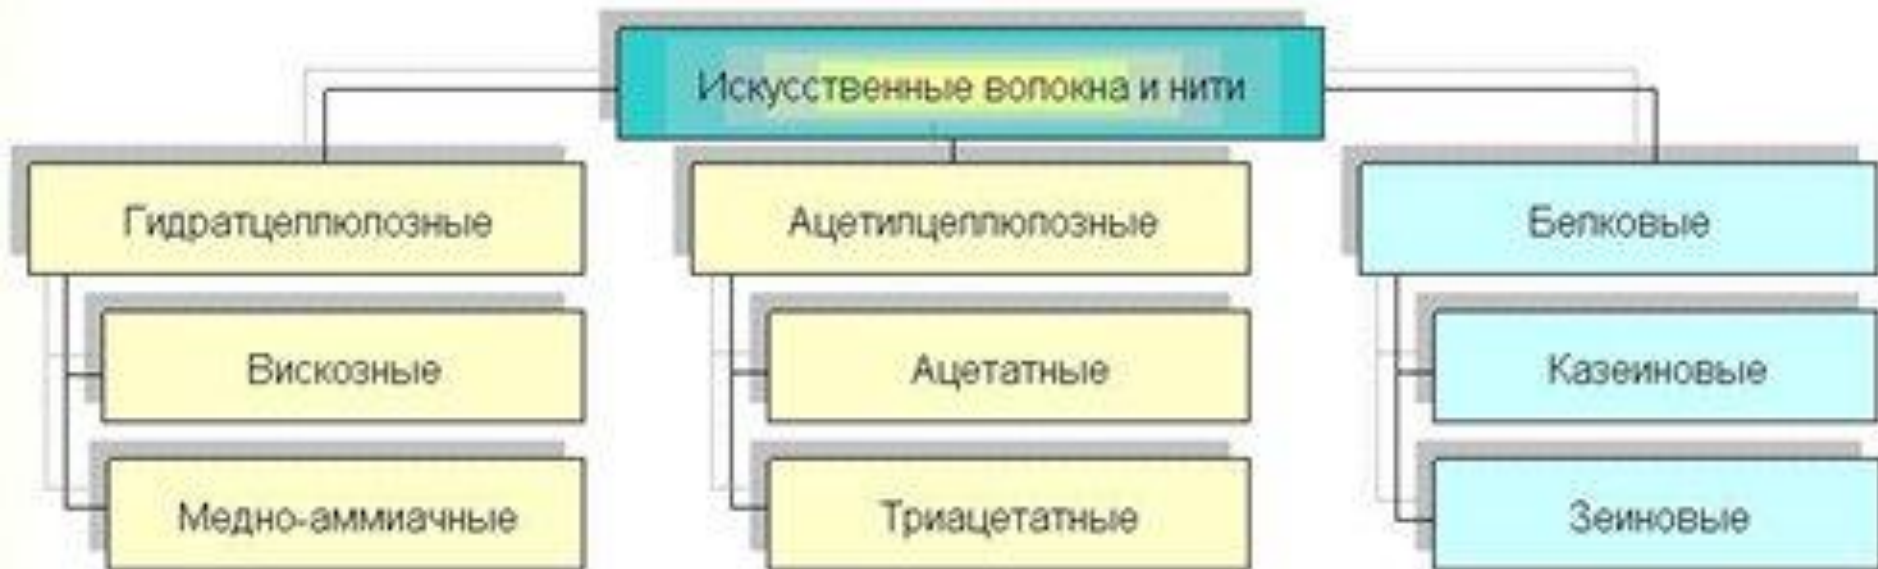 Искусственные волокна и нити
Гидратцеллюлозные
Ацетилцеллюлозные
Белковые
Вискозные
Ацетатные
Казеиновые
Медно-аммиачные
Триацетатные
Зеиновые